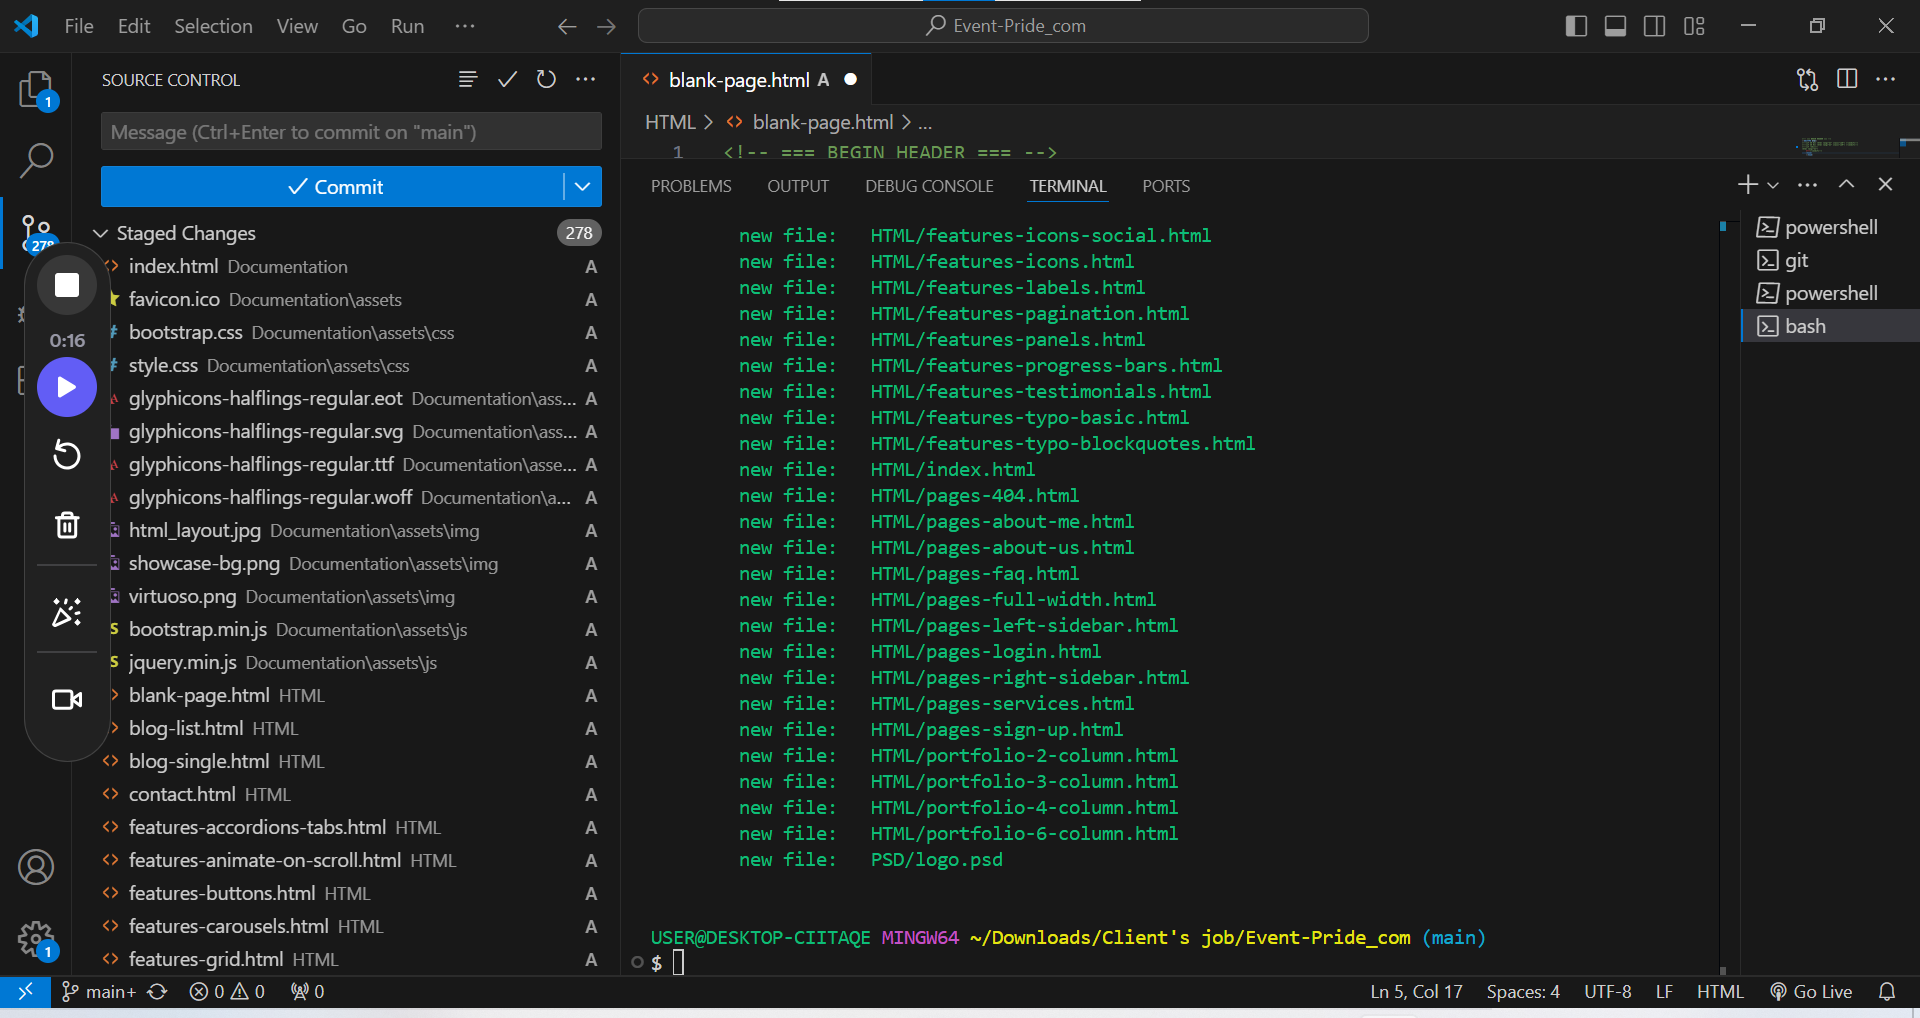 File Edit Selection View Go Run ···
Event-Pride_com
SOURCE CONTROL
Message (Ctrl+Enter to commit on "main")
Commit
Staged Changes 278
index.html Documentation A
favicon.ico Documentation\assets A
bootstrap.css Documentation\assets\css A
style.css Documentation\assets\css A
glyphicons-halflings-regular.eot Documentation\ass... A
glyphicons-halflings-regular.svg Documentation\ass... A
glyphicons-halflings-regular.ttf Documentation\asse... A
glyphicons-halflings-regular.woff Documentation\a... A
html_layout.jpg Documentation\assets\img A
showcase-bg.png Documentation\assets\img A
virtuoso.png Documentation\assets\img A
bootstrap.min.js Documentation\assets\js A
jquery.min.js Documentation\assets\js A
blank-page.html HTML A
blog-list.html HTML A
blog-single.html HTML A
contact.html HTML A
features-accordions-tabs.html HTML A
features-animate-on-scroll.html HTML A
features-buttons.html HTML A
features-carousels.html HTML A
features-grid.html HTML A
1
278
0:16
1
blank-page.html A
HTML > blank-page.html > ...
1 <!-- === BEGIN HEADER === -->
PROBLEMS OUTPUT DEBUG CONSOLE TERMINAL PORTS
new file: HTML/features-icons-social.html
new file: HTML/features-icons.html
new file: HTML/features-labels.html
new file: HTML/features-pagination.html
new file: HTML/features-panels.html
new file: HTML/features-progress-bars.html
new file: HTML/features-testimonials.html
new file: HTML/features-typo-basic.html
new file: HTML/features-typo-blockquotes.html
new file: HTML/index.html
new file: HTML/pages-404.html
new file: HTML/pages-about-me.html
new file: HTML/pages-about-us.html
new file: HTML/pages-faq.html
new file: HTML/pages-full-width.html
new file: HTML/pages-left-sidebar.html
new file: HTML/pages-login.html
new file: HTML/pages-right-sidebar.html
new file: HTML/pages-services.html
new file: HTML/pages-sign-up.html
new file: HTML/portfolio-2-column.html
new file: HTML/portfolio-3-column.html
new file: HTML/portfolio-4-column.html
new file: HTML/portfolio-6-column.html
new file: PSD/logo.psd
USER@DESKTOP-CIITAQE MINGW64 ~/Downloads/Client's job/Event-Pride_com (main)
$
powershell
git
powershell
bash
main+ 0 0 0
Ln 5, Col 17 Spaces: 4 UTF-8 LF HTML Go Live